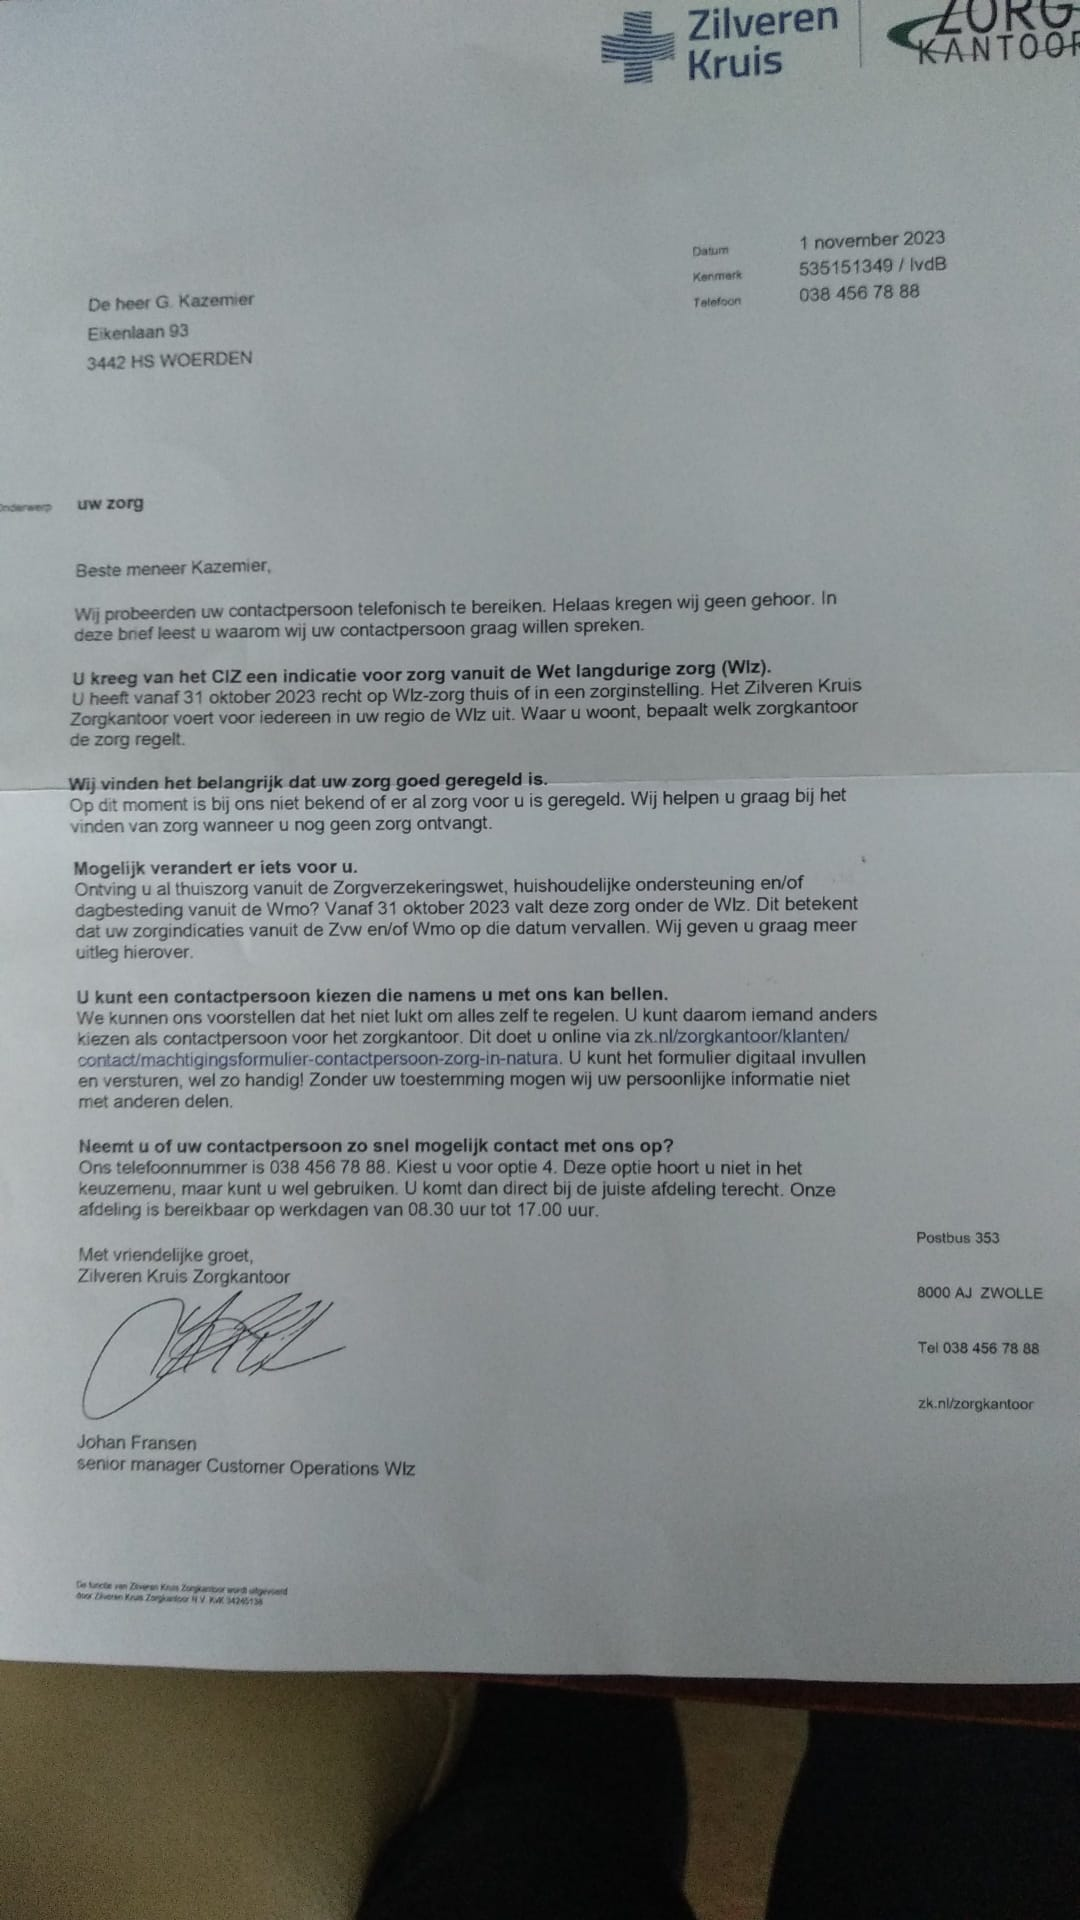 Zilveren
Kruis
ZORG
KANTOOR
Datum 1 november 2023
Kenmerk 535151349 / IvdB
Telefoon 038 456 78 88
De heer G. Kazemier
Eikenlaan 93
3442 HS WOERDEN
Onderwerp uw zorg
Beste meneer Kazemier,
Wij probeerden uw contactpersoon telefonisch te bereiken. Helaas kregen wij geen gehoor. In
deze brief leest u waarom wij uw contactpersoon graag willen spreken.
U kreeg van het CIZ een indicatie voor zorg vanuit de Wet langdurige zorg (Wlz).
U heeft vanaf 31 oktober 2023 recht op Wlz-zorg thuis of in een zorginstelling. Het Zilveren Kruis
Zorgkantoor voert voor iedereen in uw regio de Wlz uit. Waar u woont, bepaalt welk zorgkantoor
de zorg regelt.
Wij vinden het belangrijk dat uw zorg goed geregeld is.
Op dit moment is bij ons niet bekend of er al zorg voor u is geregeld. Wij helpen u graag bij het
vinden van zorg wanneer u nog geen zorg ontvangt.
Mogelijk verandert er iets voor u.
Ontving u al thuiszorg vanuit de Zorgverzekeringswet, huishoudelijke ondersteuning en/of
dagbesteding vanuit de Wmo? Vanaf 31 oktober 2023 valt deze zorg onder de Wlz. Dit betekent
dat uw zorgindicaties vanuit de Zvw en/of Wmo op die datum vervallen. Wij geven u graag meer
uitleg hierover.
U kunt een contactpersoon kiezen die namens u met ons kan bellen.
We kunnen ons voorstellen dat het niet lukt om alles zelf te regelen. U kunt daarom iemand anders
kiezen als contactpersoon voor het zorgkantoor. Dit doet u online via zk.nl/zorgkantoor/klanten/
contact/machtigingsformulier-contactpersoon-zorg-in-natura. U kunt het formulier digitaal invullen
en versturen, wel zo handig! Zonder uw toestemming mogen wij uw persoonlijke informatie niet
met anderen delen.
Neemt u of uw contactpersoon zo snel mogelijk contact met ons op?
Ons telefoonnummer is 038 456 78 88. Kiest u voor optie 4. Deze optie hoort u niet in het
keuzemenu, maar kunt u wel gebruiken. U komt dan direct bij de juiste afdeling terecht. Onze
afdeling is bereikbaar op werkdagen van 08.30 uur tot 17.00 uur.
Met vriendelijke groet,
Zilveren Kruis Zorgkantoor
Johan Fransen
senior manager Customer Operations Wlz
Postbus 353
8000 AJ ZWOLLE
Tel 038 456 78 88
zk.nl/zorgkantoor
De functie van Zilveren Kruis Zorgkantoor wordt uitgevoerd
door Zilveren Kruis Zorgkantoor N.V. KvK 34245138